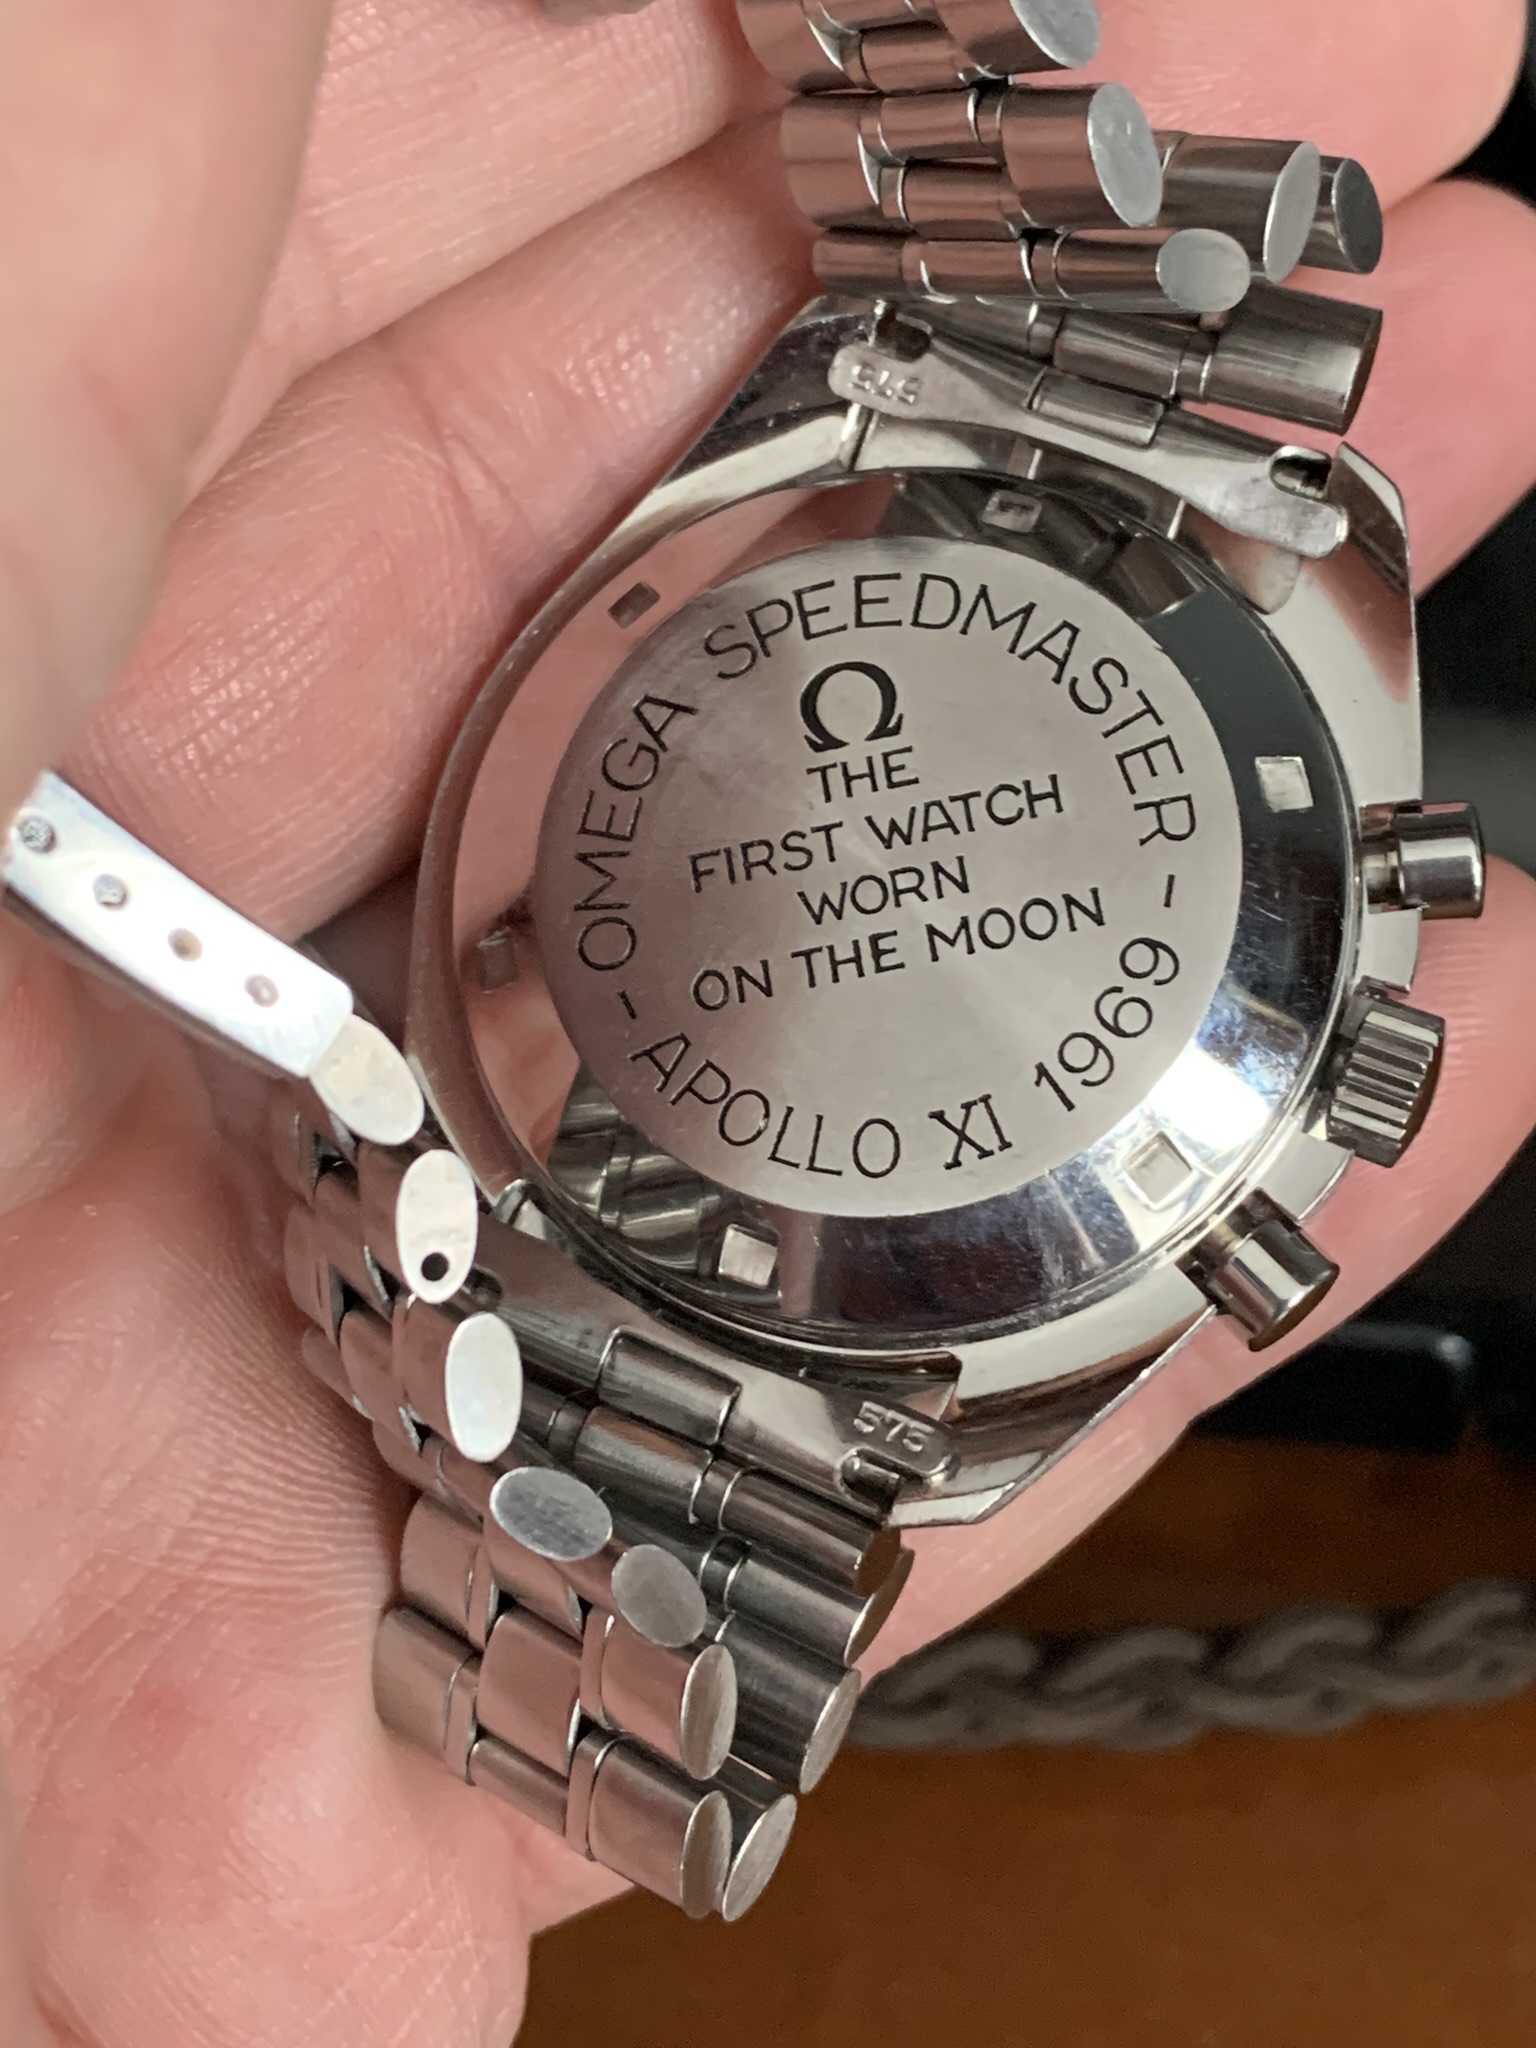 575
- OMEGA SPEEDMASTER -
Ω
THE
FIRST WATCH
WORN
ON THE MOON
APOLLO XI 1969
575